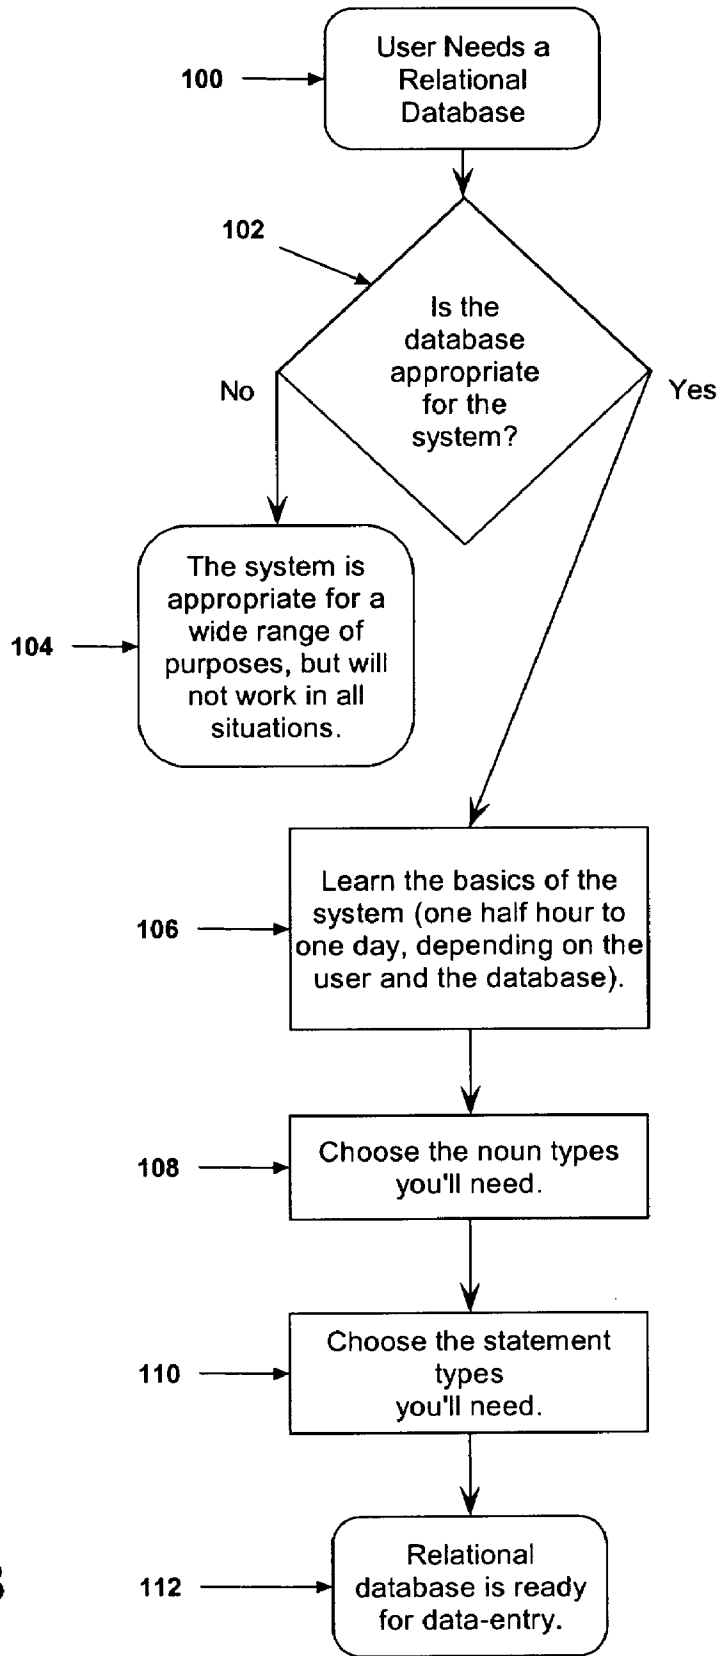 User Needs a
100
Relational
Database
102
Is the
database
appropriate
for the
system?
No
Yes
The system is
appropriate for a
wide range of
104
purposes, but will
not work in all
situations.
Learn the basics of the
system (one half hour to
106
one day, depending on the
user and the database).
108
Choose the noun types
you'll need.
Choose the statement
110
types
you'll need.
Relational
112
database is ready
for data-entry.